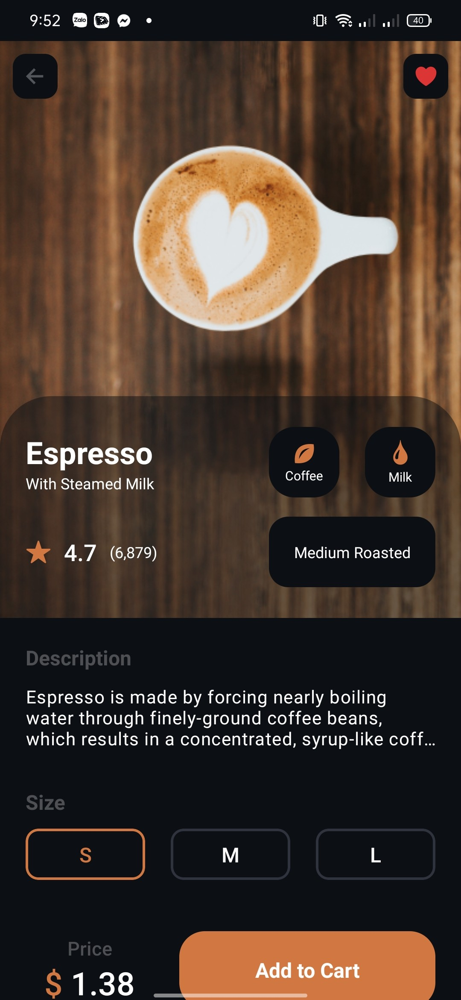 9:52
Zalo
40
Espresso
With Steamed Milk
Coffee
Milk
4.7 (6,879)
Medium Roasted
Description
Espresso is made by forcing nearly boiling
water through finely-ground coffee beans,
which results in a concentrated, syrup-like coff…
Size
S
M
L
Price
$ 1.38
Add to Cart